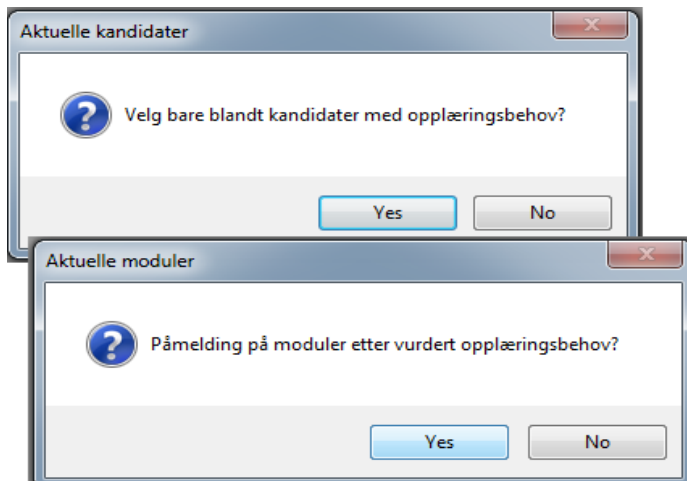 Aktuelle kandidater
Velg bare blandt kandidater med opplæringsbehov?
Yes No
Aktuelle moduler
Påmelding på moduler etter vurdert opplæringsbehov?
Yes No